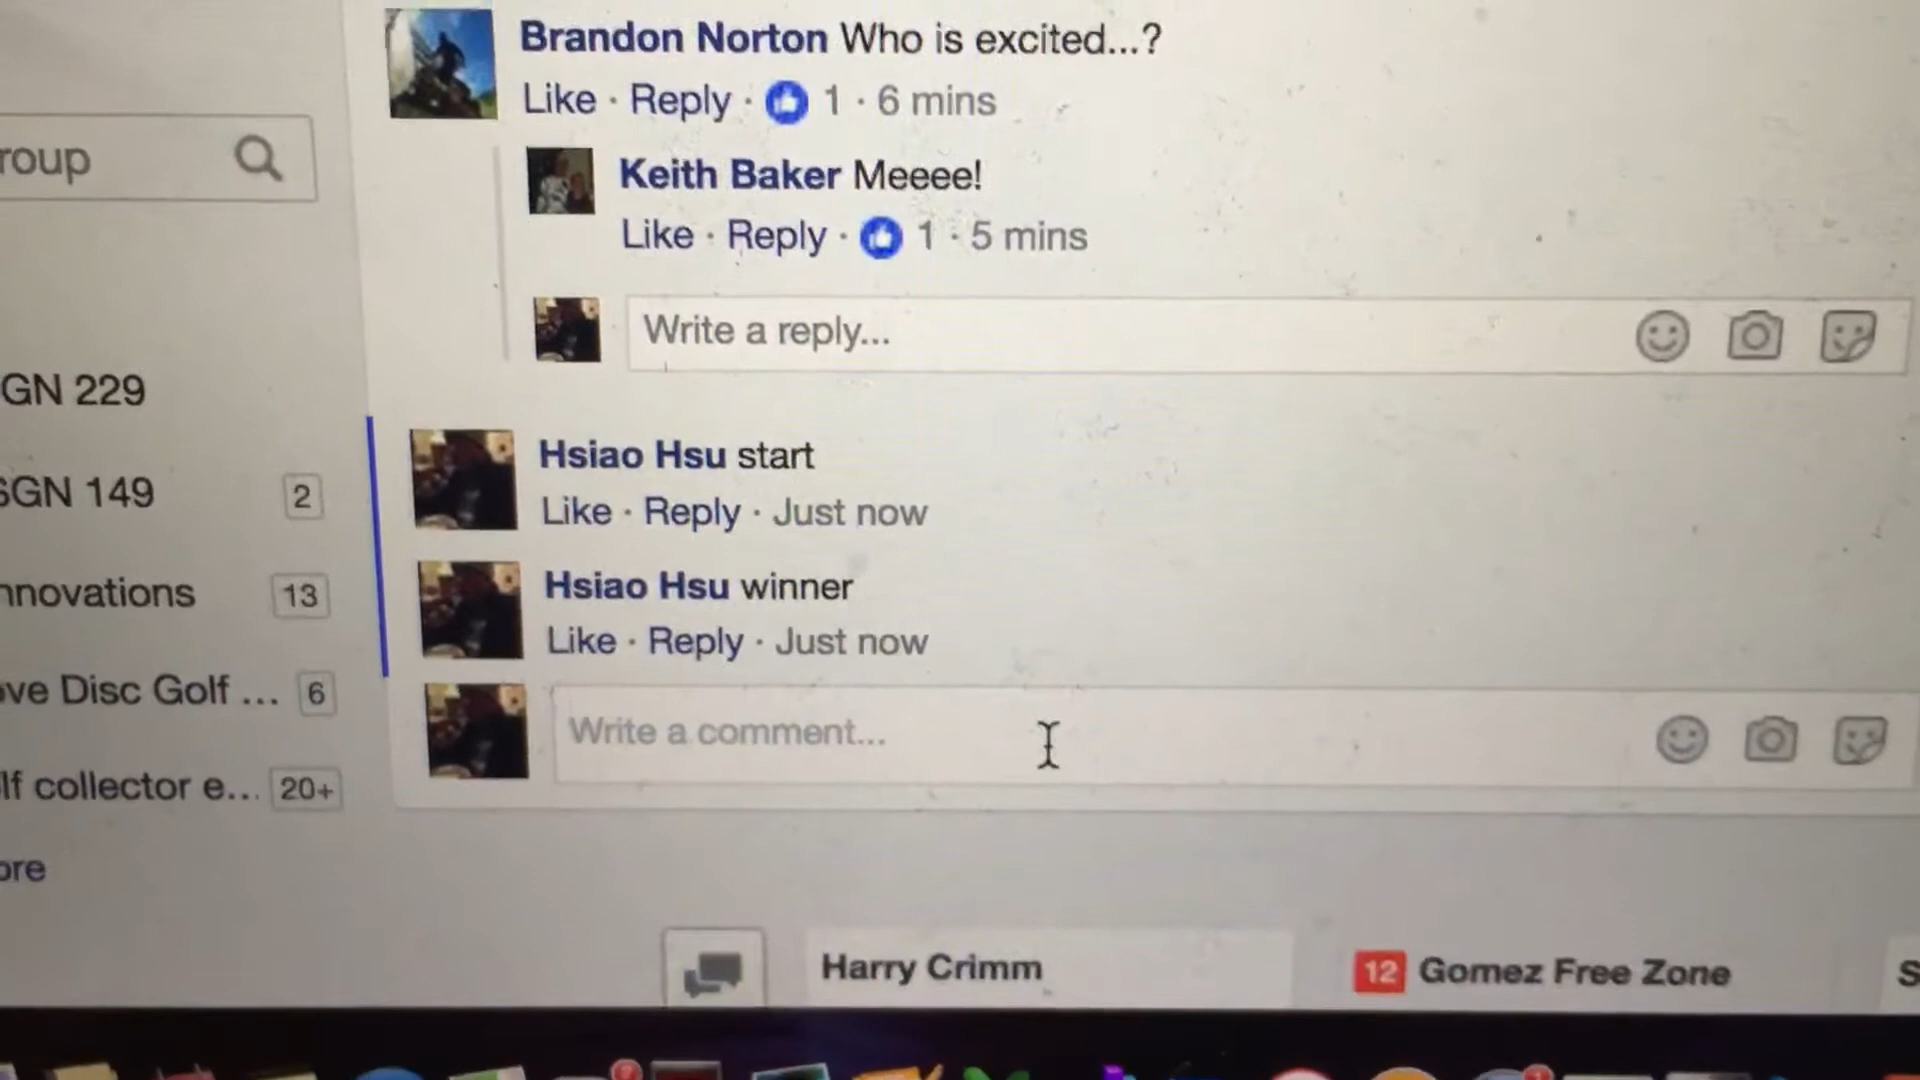 Brandon Norton Who is excited...?
Like · Reply · 1 · 6 mins
roup
Keith Baker Meeee!
Like · Reply · 1 · 5 mins
Write a reply...
GN 229
Hsiao Hsu start
Like · Reply · Just now
SGN 149 2
Hsiao Hsu winner
Like · Reply · Just now
nnovations 13
ove Disc Golf ... 6
Write a comment...
lf collector e... 20+
ore
Harry Crimm
12 Gomez Free Zone
S